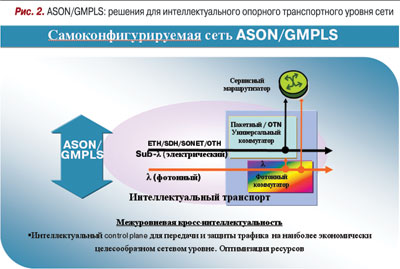 Рис. 2. ASON/GMPLS: решения для интеллектуального опорного транспортного уровня сети
Самоконфигурируемая сеть ASON/GMPLS
Сервисный
маршрутизатор
Пакетный / OTN
Универсальный
коммутатор
ASON/
GMPLS
ETH/SDH/SONET/OTH
Sub-λ (электрический)
λ
λ (фотонный)
Фотонный
коммутатор
Интеллектуальный транспорт
Межуровневая кросс-интеллектуальность
▪Интеллектуальный control plane для передачи и защиты трафика на наиболее экономически
целесообразном сетевом уровне. Оптимизация ресурсов